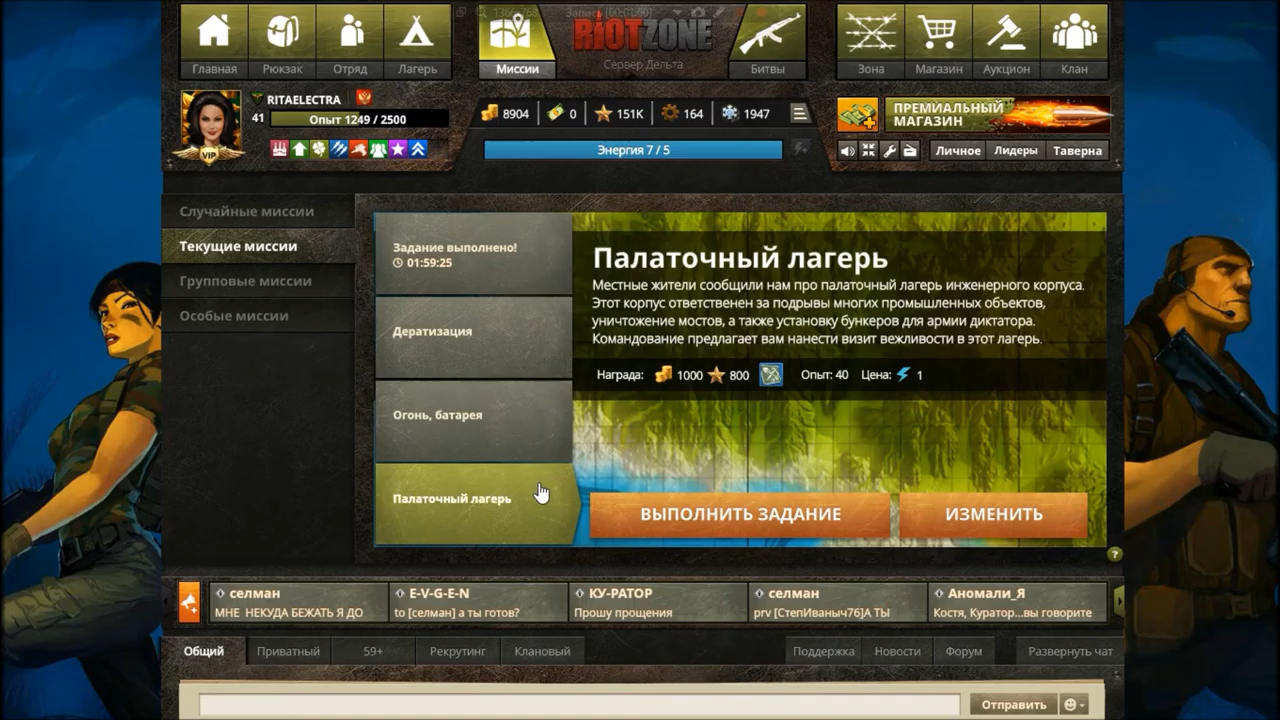 RIOTZONE
Сервер Дельта
Главная
Рюкзак
Отряд
Лагерь
Миссии
Битвы
Зона
Магазин
Аукцион
Клан
RITAELECTRA
41
Опыт 1249 / 2500
VIP
8904
0
151K
164
1947
Энергия 7 / 5
ПРЕМИАЛЬНЫЙ
МАГАЗИН
Личное
Лидеры
Таверна
Случайные миссии
Текущие миссии
Групповые миссии
Особые миссии
Задание выполнено!
01:59:25
Дератизация
Огонь, батарея
Палаточный лагерь
Палаточный лагерь
Местные жители сообщили нам про палаточный лагерь инженерного корпуса.
Этот корпус ответственен за подрывы многих промышленных объектов,
уничтожение мостов, а также установку бункеров для армии диктатора.
Командование предлагает вам нанести визит вежливости в этот лагерь.
Награда: 1000 800 Опыт: 40 Цена: 1
ВЫПОЛНИТЬ ЗАДАНИЕ
ИЗМЕНИТЬ
?
селман
МНЕ НЕКУДА БЕЖАТЬ Я ДО
E-V-G-E-N
to [селман] а ты готов?
КУ-РАТОР
Прошу прощения
селман
prv [СтепИваныч76]А ТЫ
Аномали_Я
Костя, Куратор...вы говорите
Общий
Приватный
59+
Рекрутинг
Клановый
Поддержка
Новости
Форум
Развернуть чат
Отправить